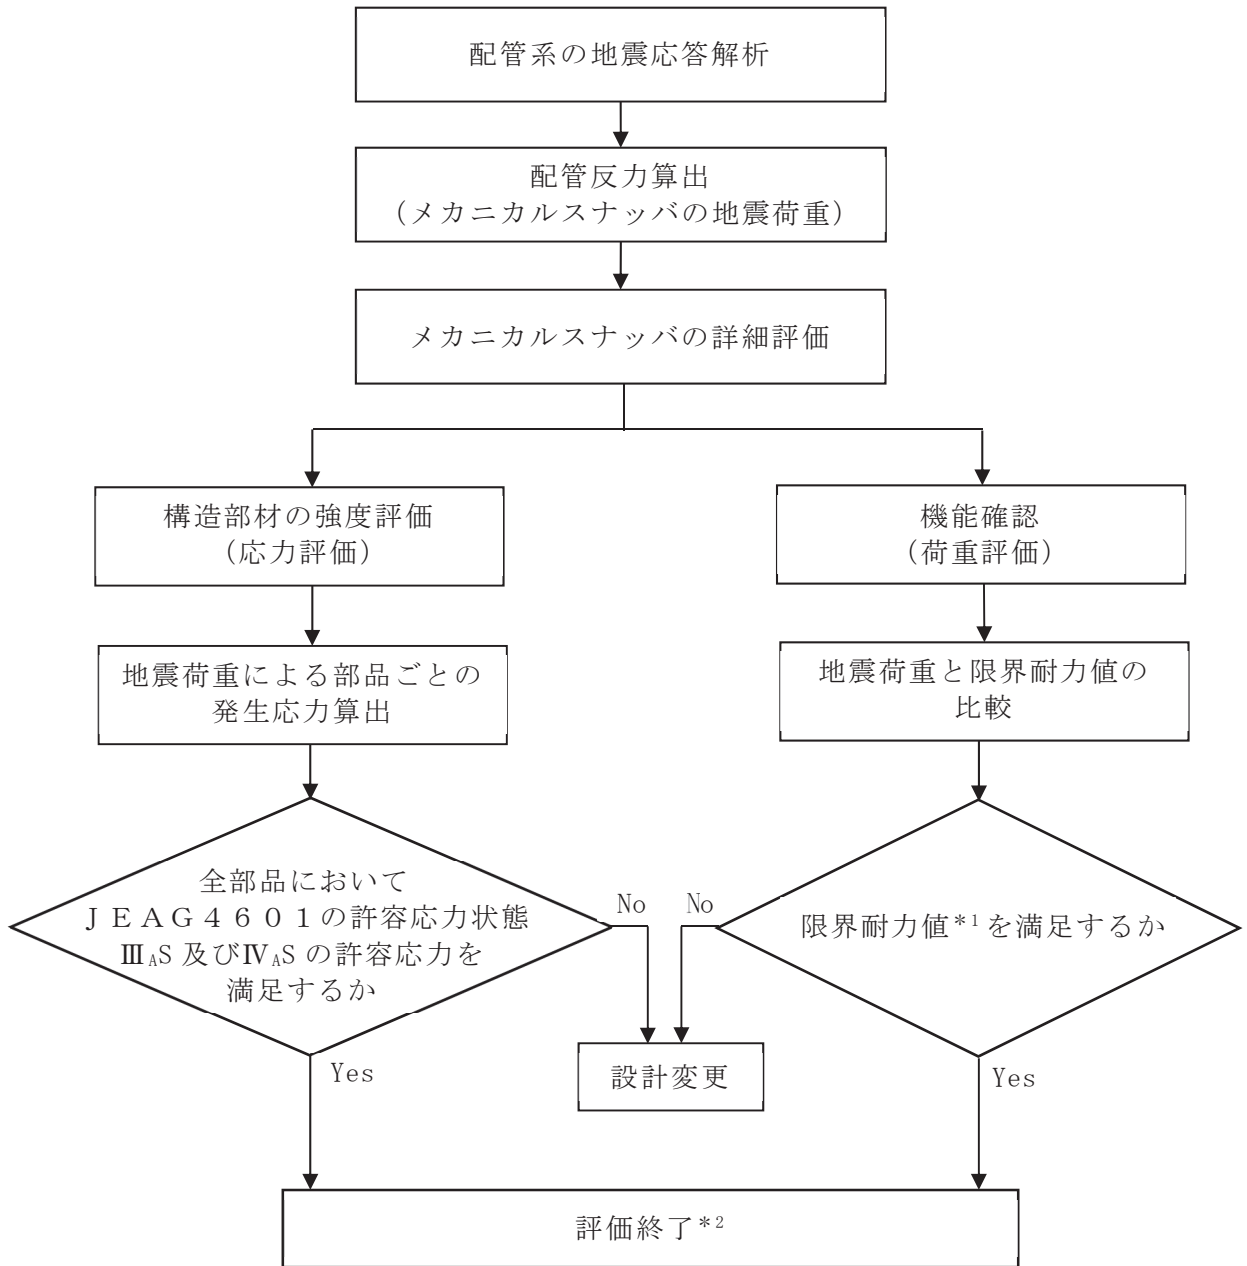 配管系の地震応答解析
配管反力算出
（メカニカルスナッバの地震荷重）
メカニカルスナッバの詳細評価
構造部材の強度評価
（応力評価）
地震荷重による部品ごとの
発生応力算出
全部品において
ＪＥＡＧ４６０１の許容応力状態
ⅢAS 及びⅣAS の許容応力を
満足するか
No
Yes
機能確認
（荷重評価）
地震荷重と限界耐力値の
比較
限界耐力値*1を満足するか
No
Yes
設計変更
評価終了*2